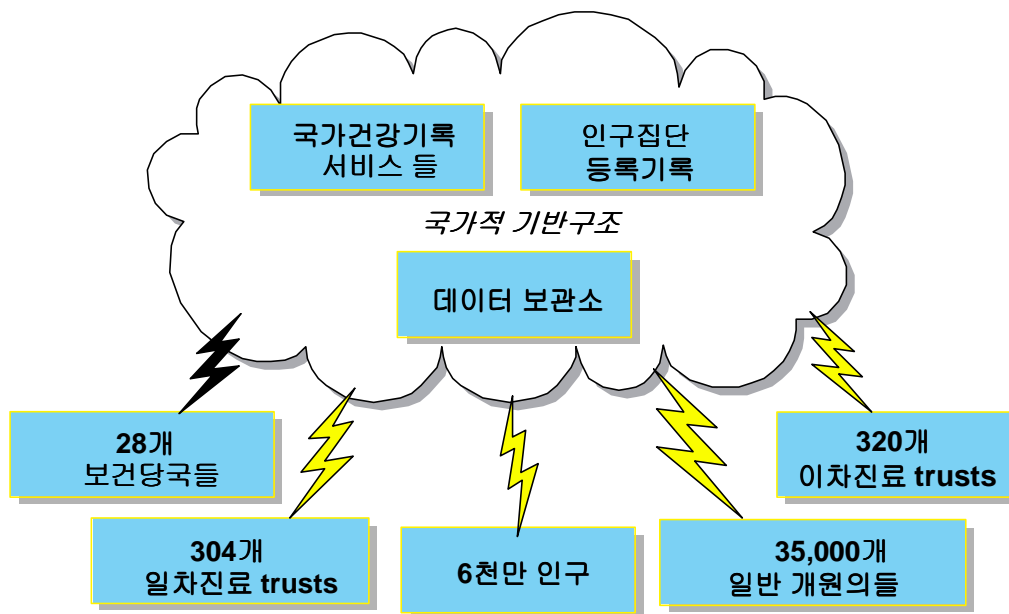 국가건강기록
서비스 들
인구집단
등록기록
국가적 기반구조
데이터 보관소
28개
보건당국들
320개
이차진료 trusts
304개
일차진료 trusts
6천만 인구
35,000개
일반 개원의들